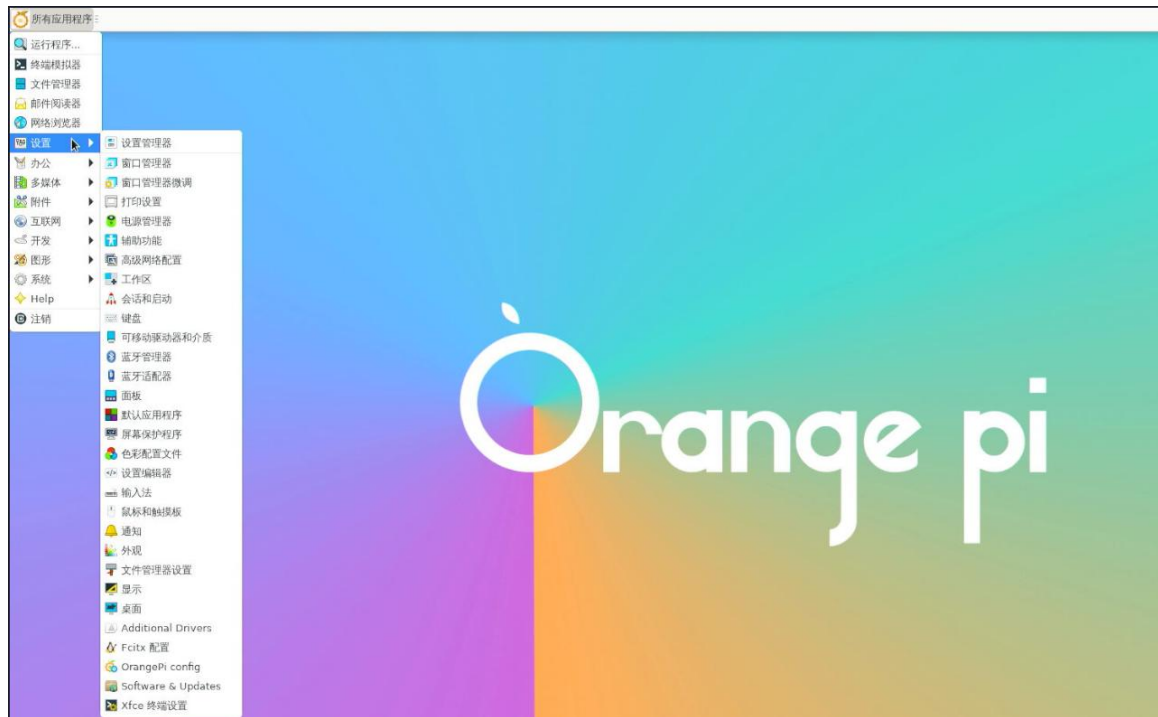 所有应用程序
运行程序...
终端模拟器
文件管理器
邮件阅读器
网络浏览器
设置
办公
多媒体
附件
互联网
开发
图形
系统
Help
注销
设置管理器
窗口管理器
窗口管理器微调
打印设置
电源管理器
辅助功能
高级网络配置
工作区
会话和启动
键盘
可移动驱动器和介质
蓝牙管理器
蓝牙适配器
面板
默认应用程序
屏幕保护程序
色彩配置文件
设置编辑器
输入法
鼠标和触摸板
通知
外观
文件管理器设置
显示
桌面
Additional Drivers
Fcitx 配置
OrangePi config
Software & Updates
Xfce 终端设置
Orange pi